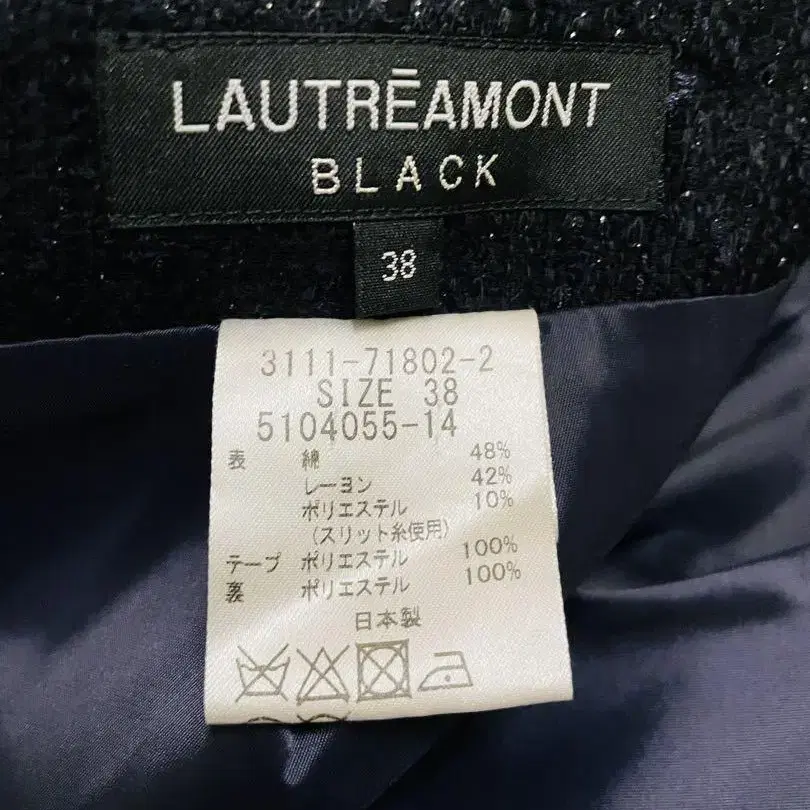 LAUTRĒAMONT
BLACK
38
3111-71802-2
SIZE 38
5104055-14
表 綿 48%
レーヨン 42%
ポリエステル 10%
(スリット糸使用)
テープ ポリエステル 100%
裏 ポリエステル 100%
日本製